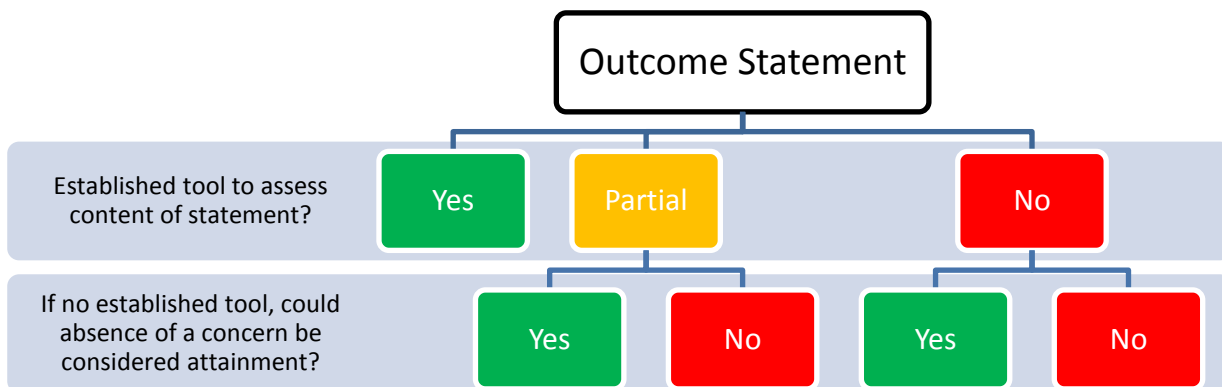 Outcome Statement
Established tool to assess
content of statement?
Yes
Partial
No
If no established tool, could
absence of a concern be
considered attainment?
Yes
No
Yes
No